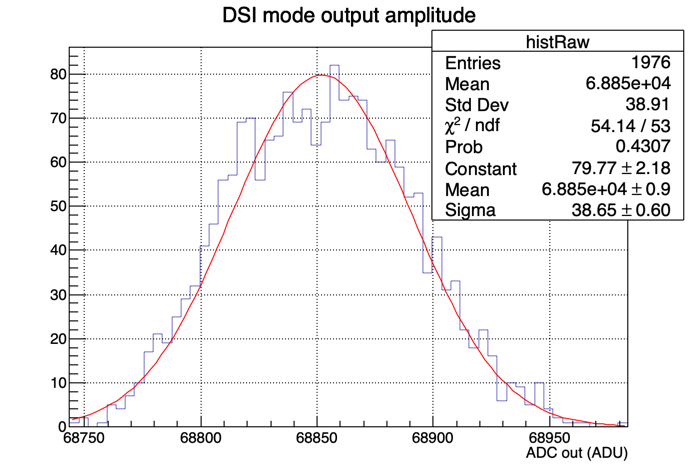 DSI mode output amplitude
histRaw
Entries 1976
Mean 6.885e+04
Std Dev 38.91
χ² / ndf 54.14 / 53
Prob 0.4307
Constant 79.77 ± 2.18
Mean 6.885e+04 ± 0.9
Sigma 38.65 ± 0.60
80
70
60
50
40
30
20
10
0
68750 68800 68850 68900 68950
ADC out (ADU)